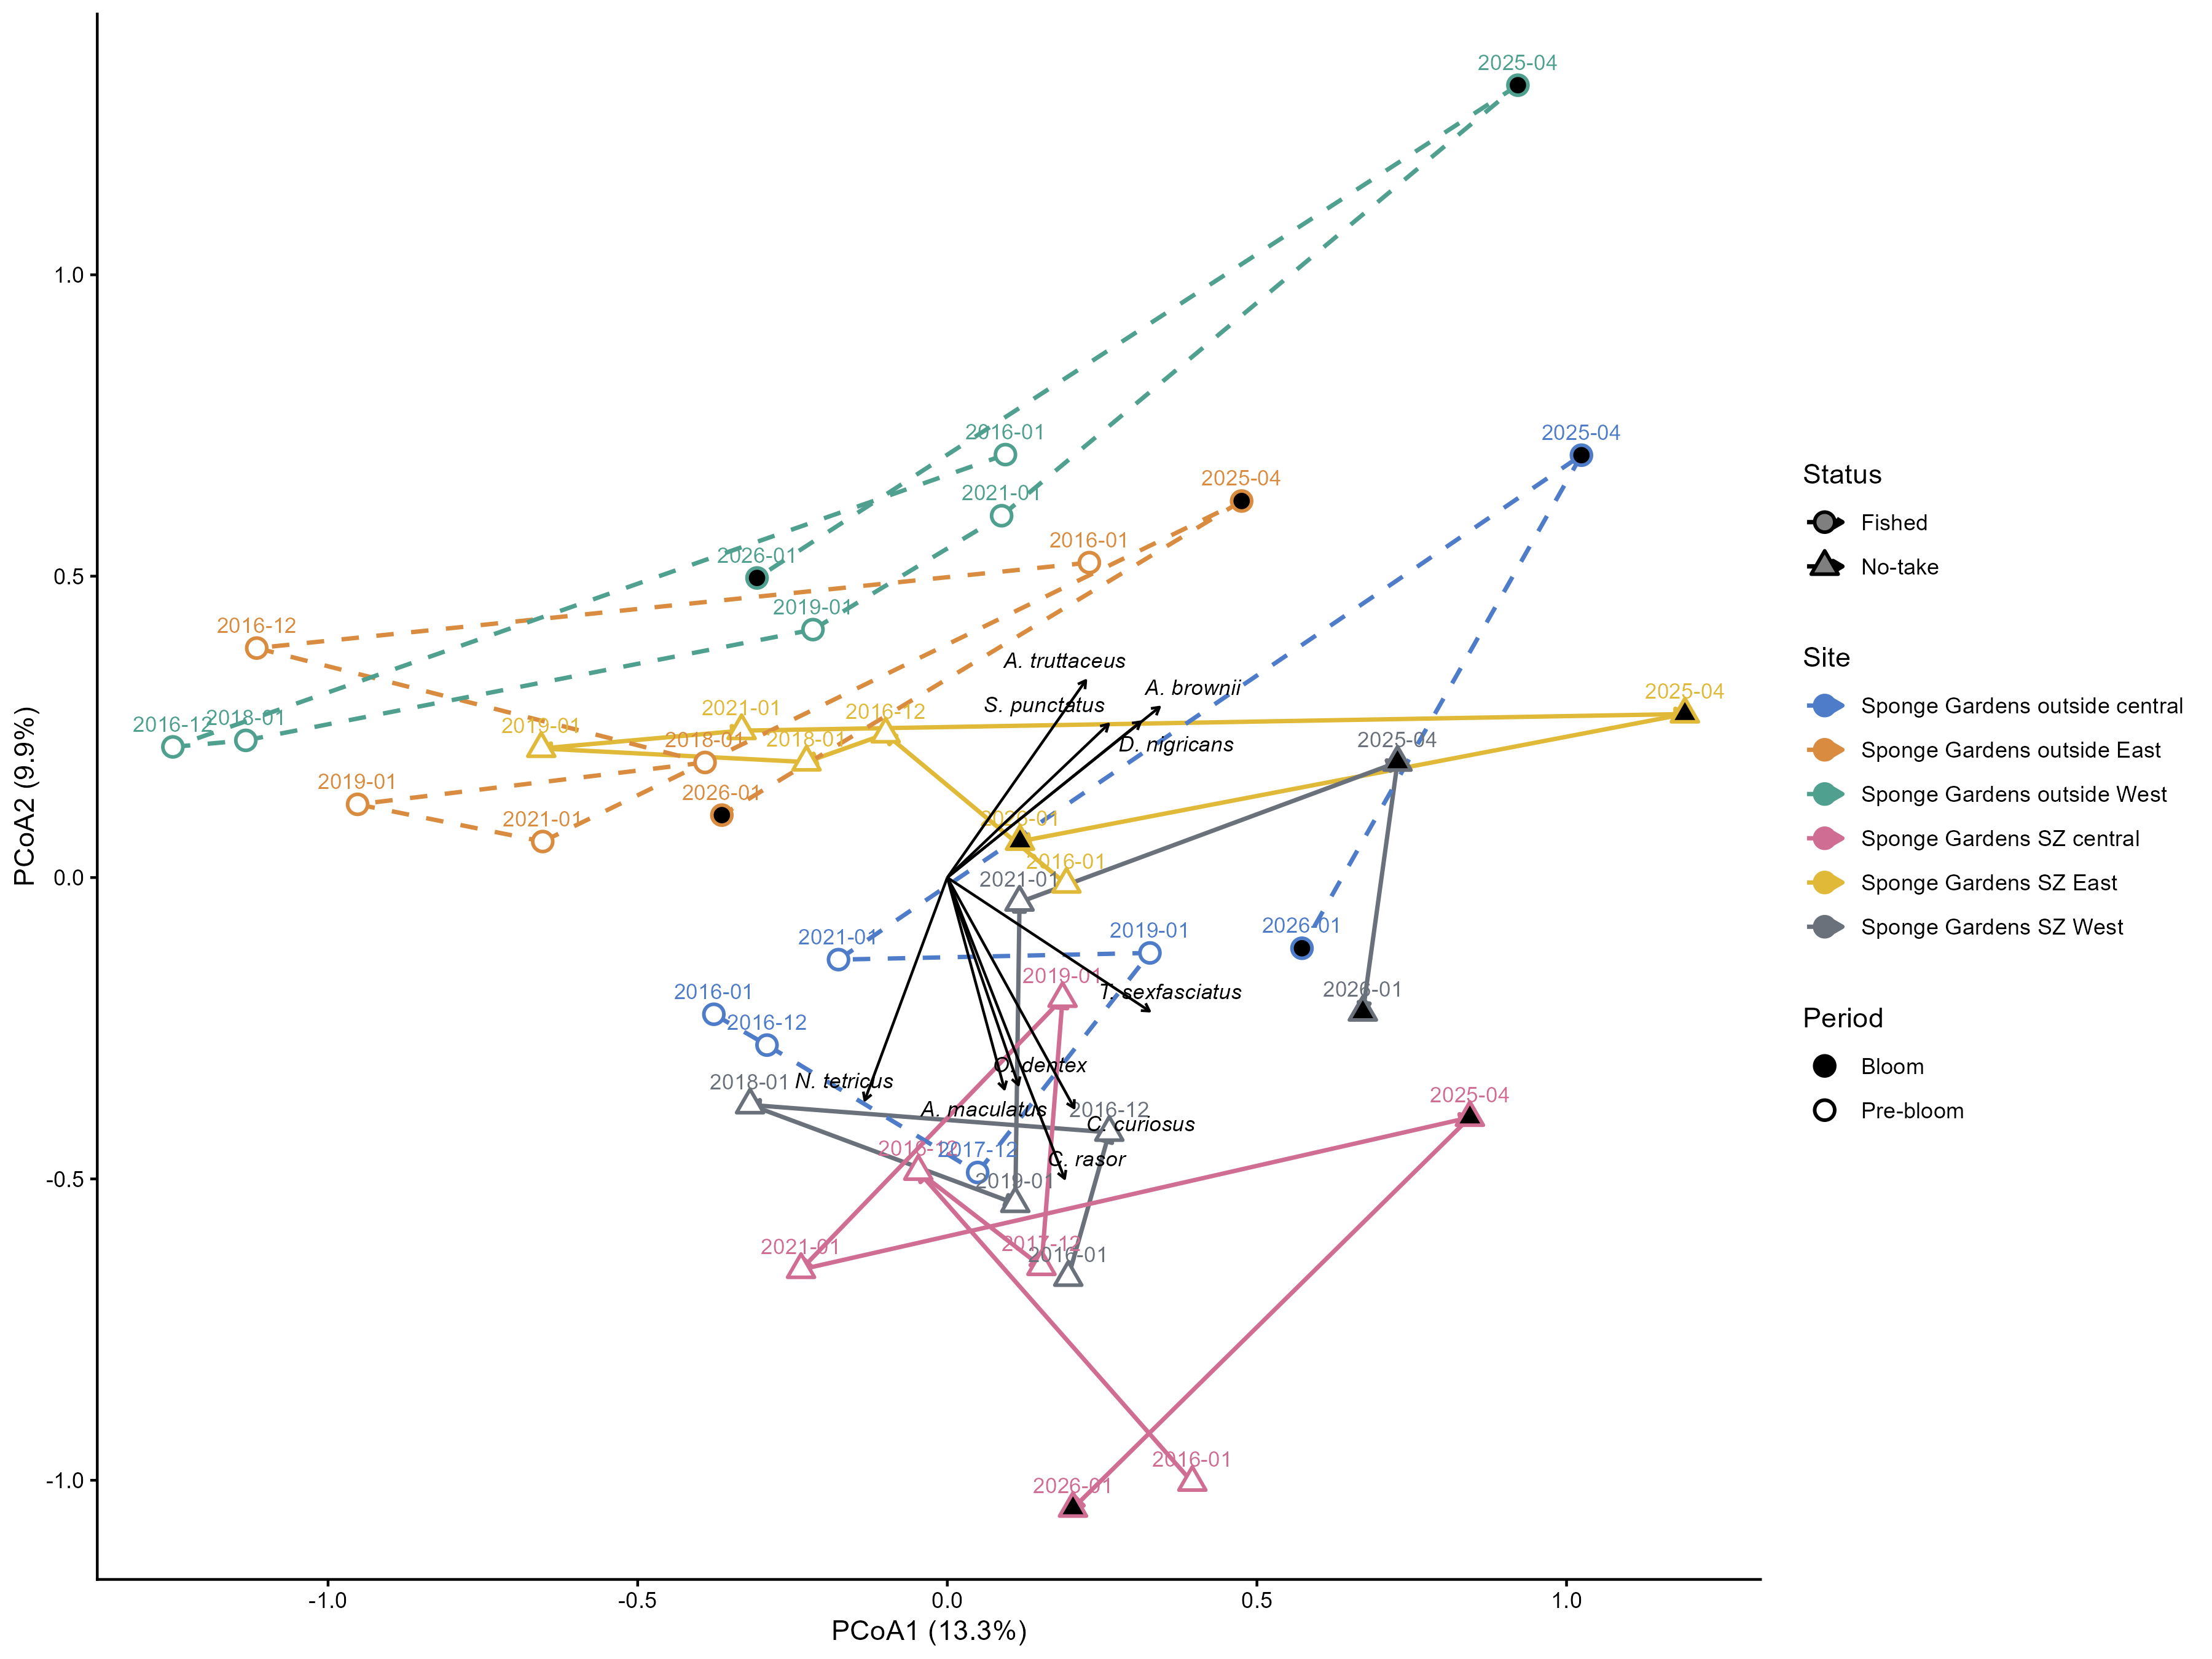 2025-04
1.0
2016-01
2025-04
2025-04
2021-01
2016-01
2026-01
0.5
2019-01
2016-12
A. truttaceus
A. brownii
2025-04
S. punctatus
2021-01
2016-12
2016-12
2018-01
2019-01
2018-01
2018-01
D. nigricans
2025-04
2019-01
2026-01
2021-01
2026-01
2016-01
0.0
2021-01
2021-01
2019-01
2026-01
2019-01
2016-01
T. sexfasciatus
2026-01
2016-12
O. dentex
2018-01
N. tetricus
2025-04
A. maculatus
2016-12
C. curiosus
2016-12
2017-12
C. rasor
-0.5
2019-01
2021-01
2017-12
2016-01
-1.0
2016-01
2026-01
-1.0
-0.5
0.0
0.5
1.0
PCoA1 (13.3%)
PCoA2 (9.9%)
Status
Fished
No-take
Site
Sponge Gardens outside central
Sponge Gardens outside East
Sponge Gardens outside West
Sponge Gardens SZ central
Sponge Gardens SZ East
Sponge Gardens SZ West
Period
Bloom
Pre-bloom